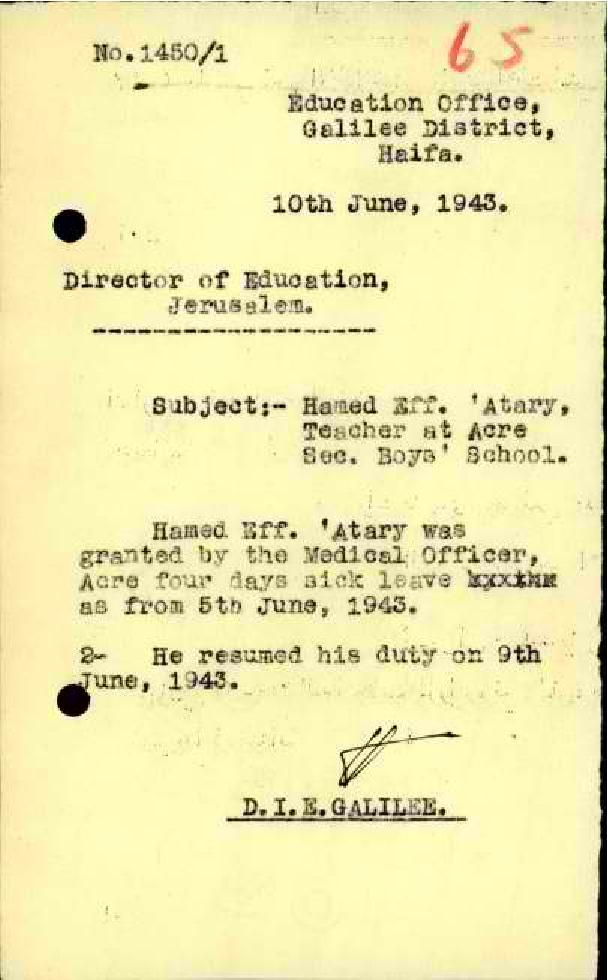 No.1450/1
65
Education Office,
Galilee District,
Haifa.
10th June, 1943.
Director of Education,
Jerusalem.
Subject:- Hamed Eff. 'Atary,
Teacher at Acre
Sec. Boys' School.
Hamed Eff. 'Atary was
granted by the Medical Officer,
Acre four days sick leave
as from 5th June, 1943.
2- He resumed his duty on 9th
June, 1943.
D.I.E.GALILEE.